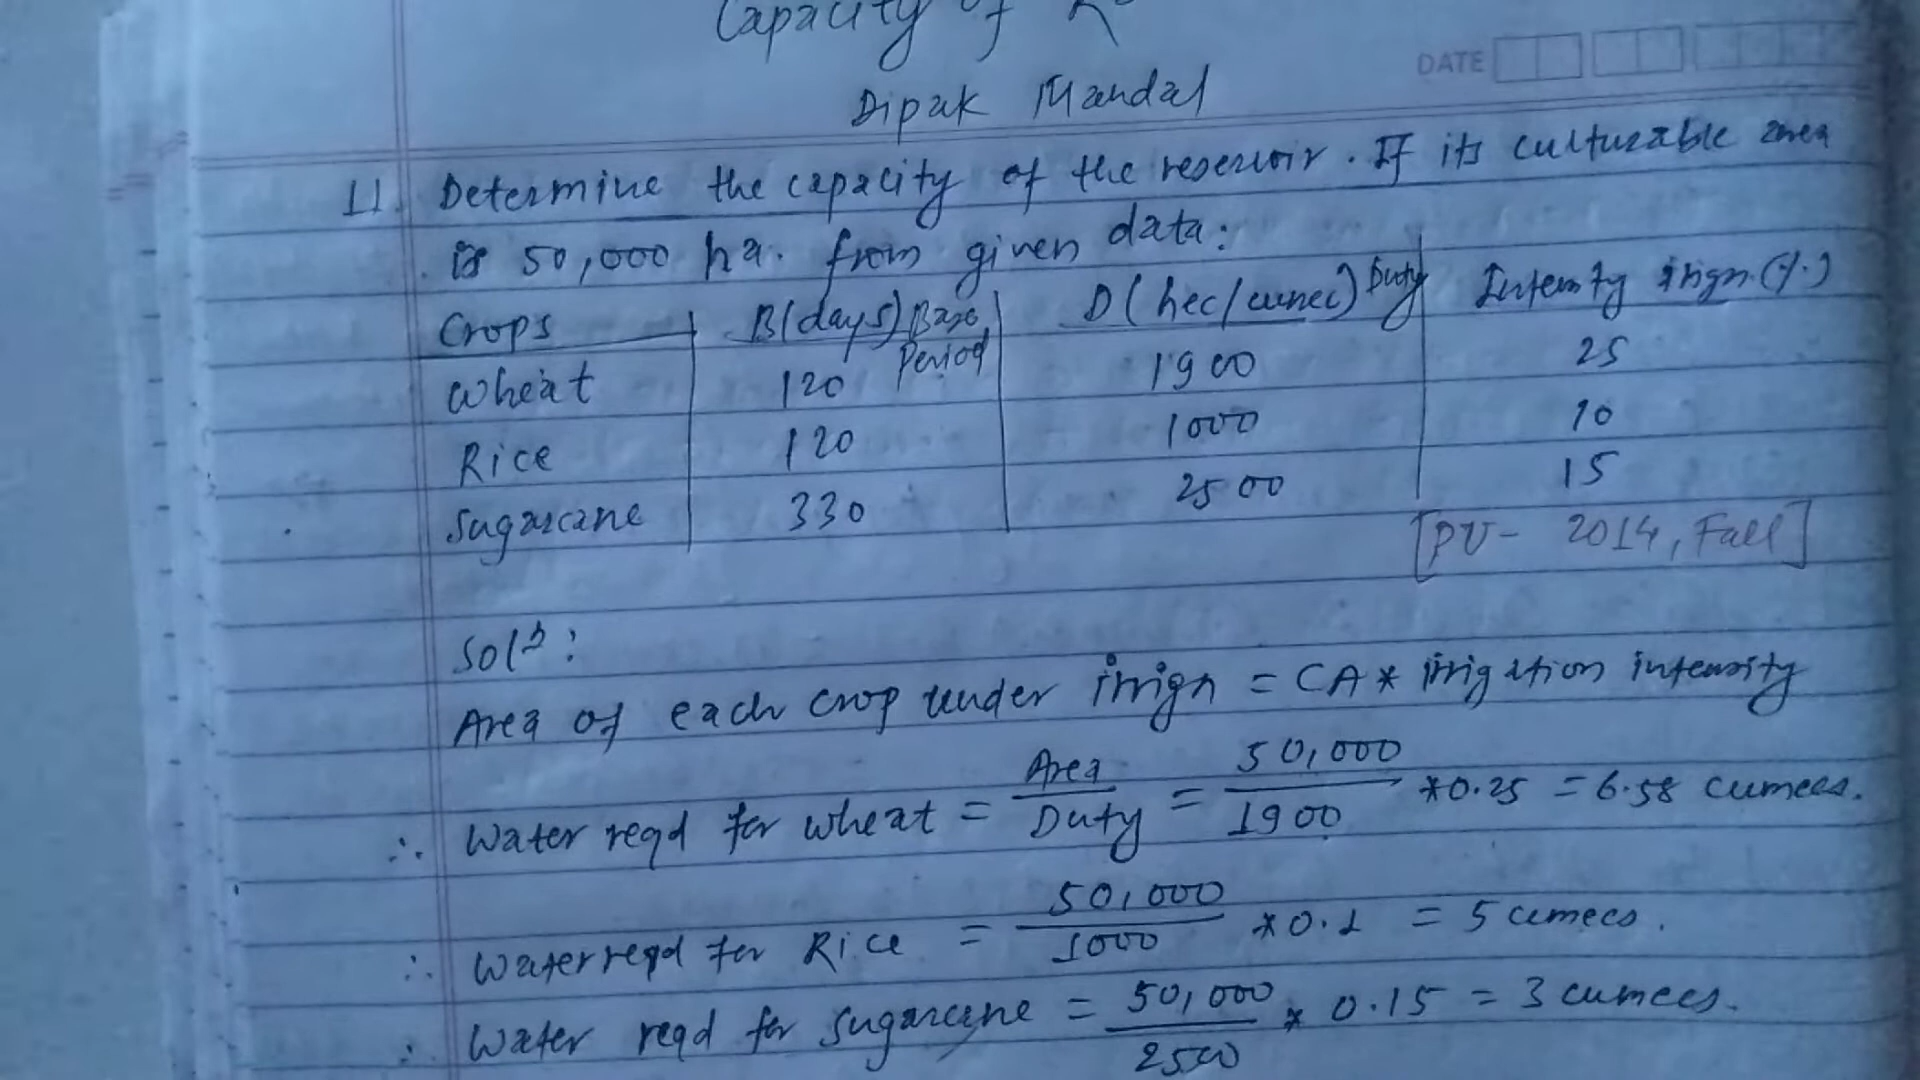 Capacity of
DATE
Dipak Mandal
11. Determine the capacity of the reservoir. If its culturable area
is 50,000 ha. from given data:
Crops B(days) Base Period D(hec/cumec) Duty Intensity irrign.(%)
Wheat 120 1900 25
Rice 120 1000 10
Sugarcane 330 2500 15
[PU- 2014, Fall]
Solⁿ:
Area of each crop under irrign = CA * irrigation intensity
∴ Water reqd for wheat = Area/Duty = 50,000/1900 *0.25 = 6.58 cumecs.
∴ Water reqd for Rice = 50,000/1000 *0.1 = 5 cumecs.
∴ Water reqd for sugarcane = 50,000/2500 * 0.15 = 3 cumecs.